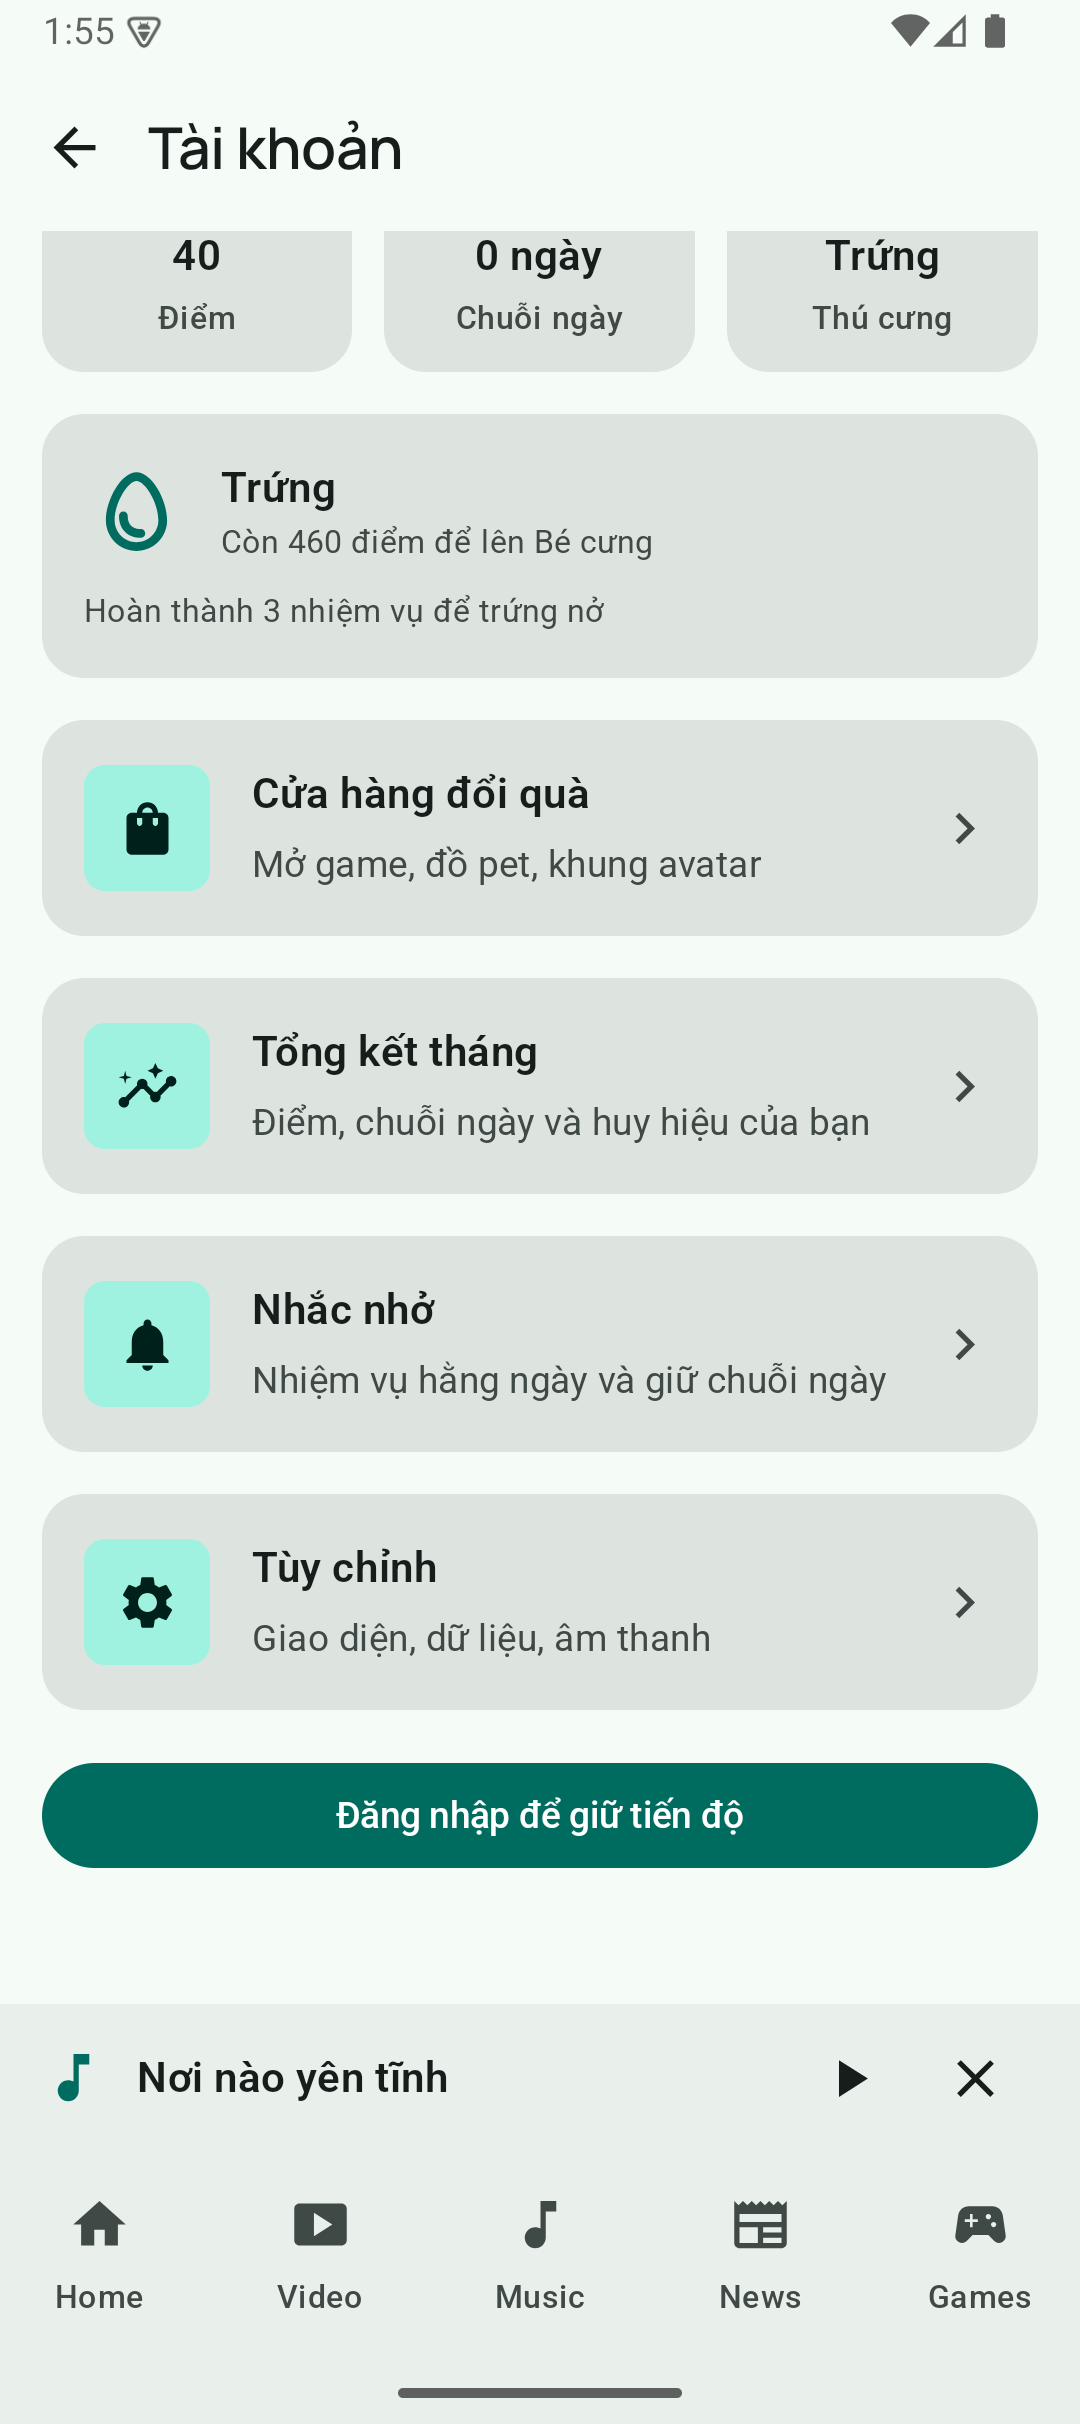 1:55
Tài khoản
40
0 ngày
Trứng
Điểm
Chuỗi ngày
Thú cưng
Trứng
Còn 460 điểm để lên Bé cưng
Hoàn thành 3 nhiệm vụ để trứng nở
Cửa hàng đổi quà
Mở game, đồ pet, khung avatar
Tổng kết tháng
Điểm, chuỗi ngày và huy hiệu của bạn
Nhắc nhở
Nhiệm vụ hằng ngày và giữ chuỗi ngày
Tùy chỉnh
Giao diện, dữ liệu, âm thanh
Đăng nhập để giữ tiến độ
Nơi nào yên tĩnh
Home
Video
Music
News
Games